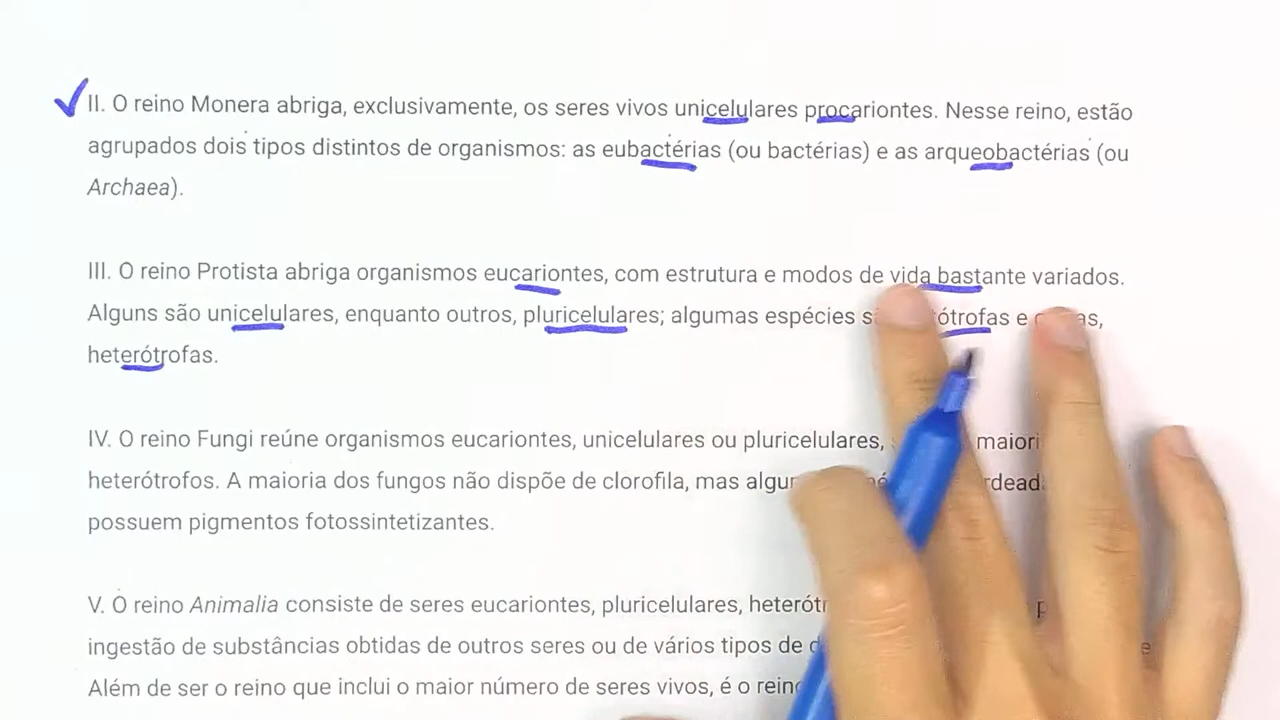 II. O reino Monera abriga, exclusivamente, os seres vivos unicelulares procariontes. Nesse reino, estão
agrupados dois tipos distintos de organismos: as eubactérias (ou bactérias) e as arqueobactérias (ou
Archaea).
III. O reino Protista abriga organismos eucariontes, com estrutura e modos de vida bastante variados.
Alguns são unicelulares, enquanto outros, pluricelulares; algumas espécies e
heterótrofas.
IV. O reino Fungi reúne organismos eucariontes, unicelulares ou pluricelulares,
heterótrofos. A maioria dos fungos não dispõe de clorofila, mas
possuem pigmentos fotossintetizantes.
V. O reino Animalia consiste de seres eucariontes, pluricelulares,
ingestão de substâncias obtidas de outros seres ou de vários tipos de
Além de ser o reino que inclui o maior número de seres vivos, é o